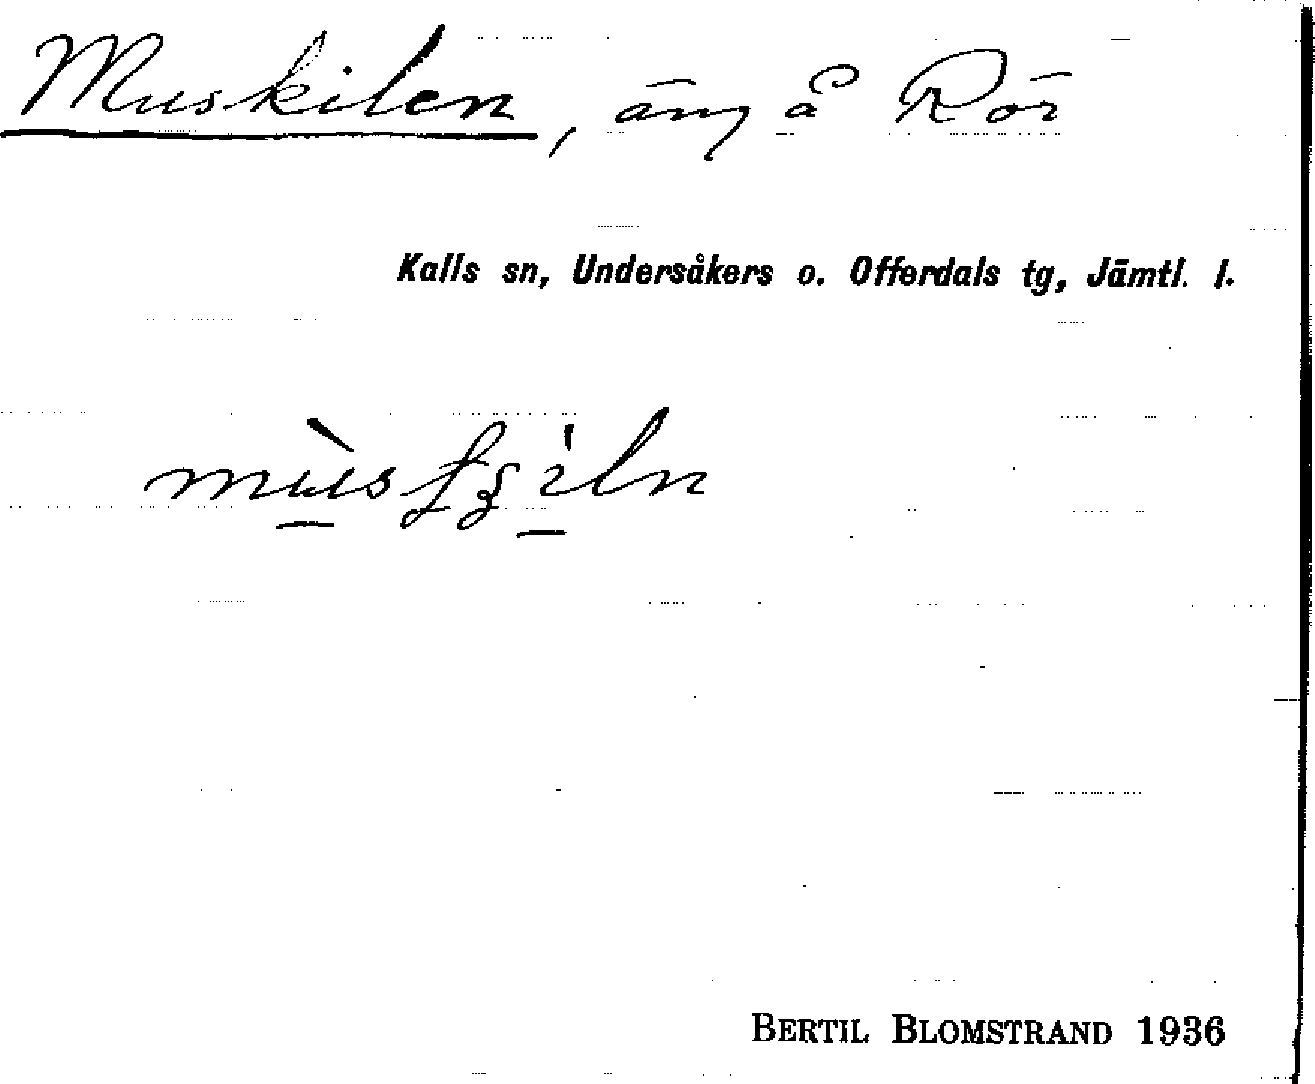 Muskilen, äng å Rör
Kalls sn, Undersåkers o. Offerdals tg, Jämtl. l.
BERTIL BLOMSTRAND 1936